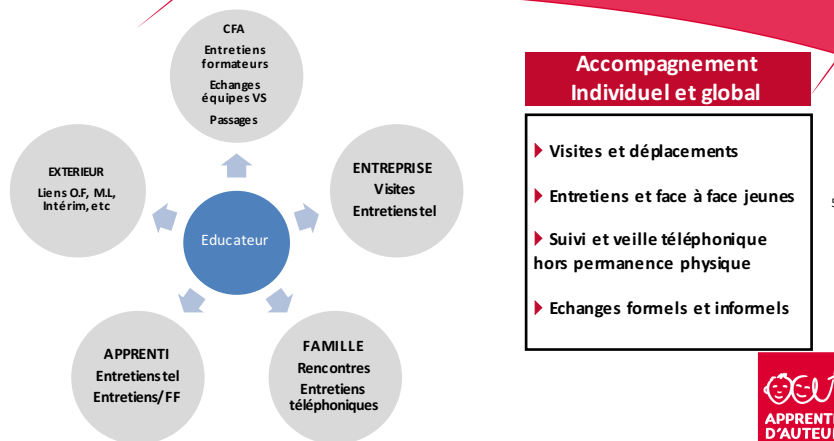 CFA
Entretiens
formateurs
Echanges
équipes VS
Passages
EXTERIEUR
Liens O.F, M.L,
Intérim, etc
ENTREPRISE
Visites
Entretiens tel
Educateur
APPRENTI
Entretiens tel
Entretiens/FF
FAMILLE
Rencontres
Entretiens
téléphoniques
Accompagnement
Individuel et global
Visites et déplacements
Entretiens et face à face jeunes
Suivi et veille téléphonique
hors permanence physique
Echanges formels et informels
5
APPRENTI
D'AUTEU